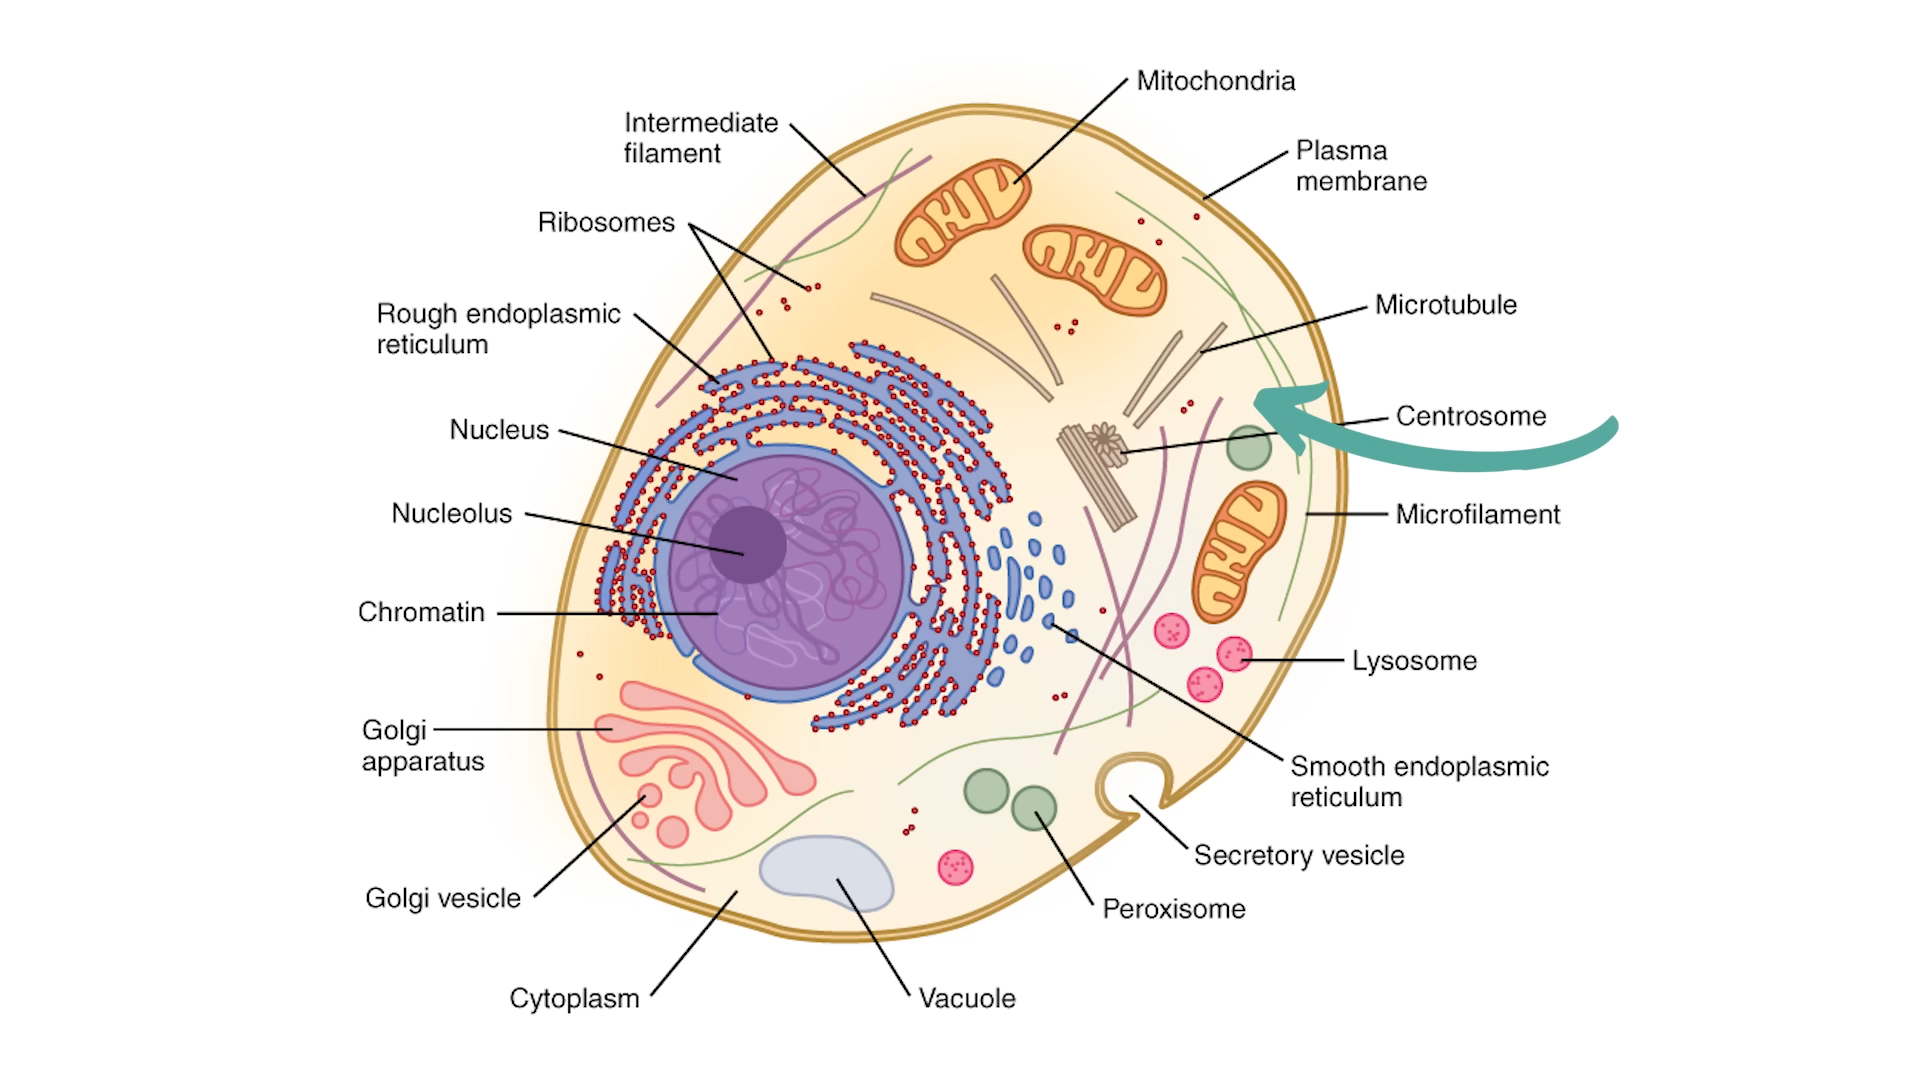 Mitochondria
Intermediate
filament
Plasma
membrane
Ribosomes
Rough endoplasmic
reticulum
Microtubule
Centrosome
Nucleus
Nucleolus
Microfilament
Chromatin
Lysosome
Golgi
apparatus
Smooth endoplasmic
reticulum
Secretory vesicle
Golgi vesicle
Peroxisome
Cytoplasm
Vacuole